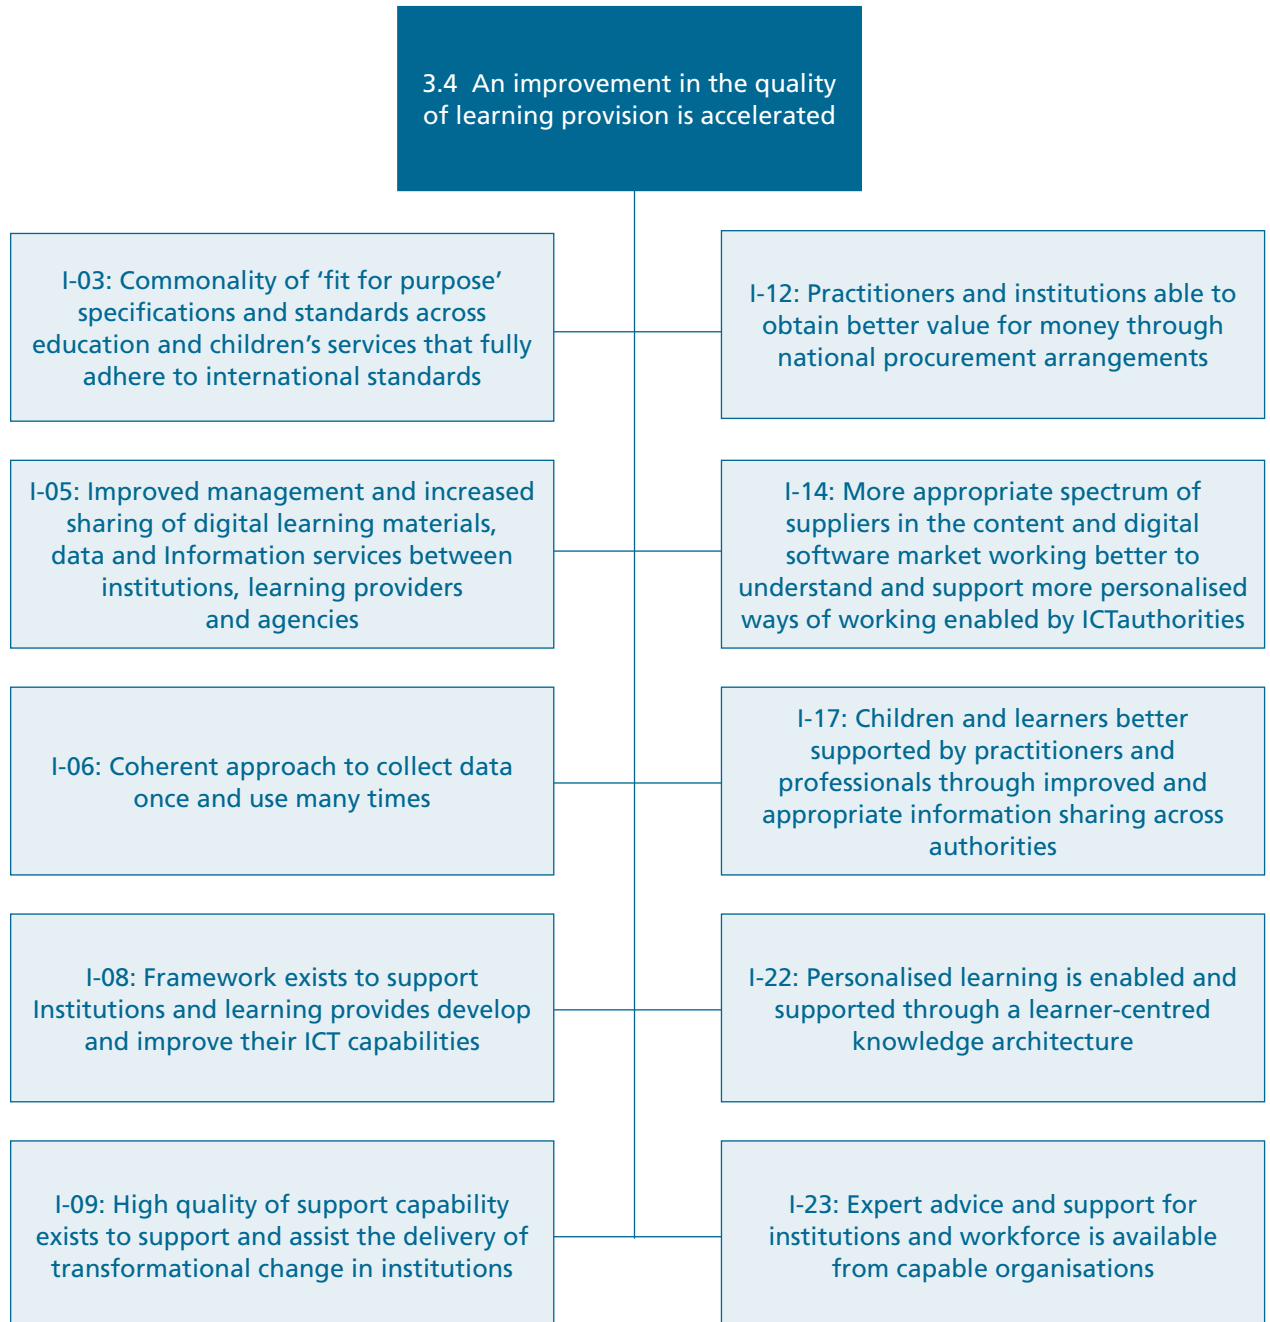 3.4 An improvement in the quality
of learning provision is accelerated
I-03: Commonality of ‘fit for purpose’
specifications and standards across
education and children’s services that fully
adhere to international standards
I-12: Practitioners and institutions able to
obtain better value for money through
national procurement arrangements
I-05: Improved management and increased
sharing of digital learning materials,
data and Information services between
institutions, learning providers
and agencies
I-14: More appropriate spectrum of
suppliers in the content and digital
software market working better to
understand and support more personalised
ways of working enabled by ICTauthorities
I-06: Coherent approach to collect data
once and use many times
I-17: Children and learners better
supported by practitioners and
professionals through improved and
appropriate information sharing across
authorities
I-08: Framework exists to support
Institutions and learning provides develop
and improve their ICT capabilities
I-22: Personalised learning is enabled and
supported through a learner-centred
knowledge architecture
I-09: High quality of support capability
exists to support and assist the delivery of
transformational change in institutions
I-23: Expert advice and support for
institutions and workforce is available
from capable organisations